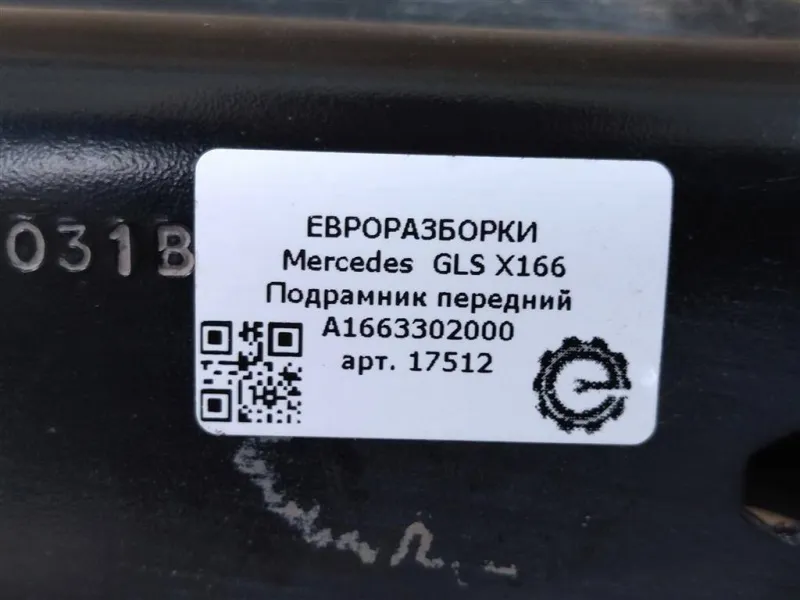 031B
ЕВРОРАЗБОРКИ
Mercedes GLS X166
Подрамник передний
A1663302000
арт. 17512